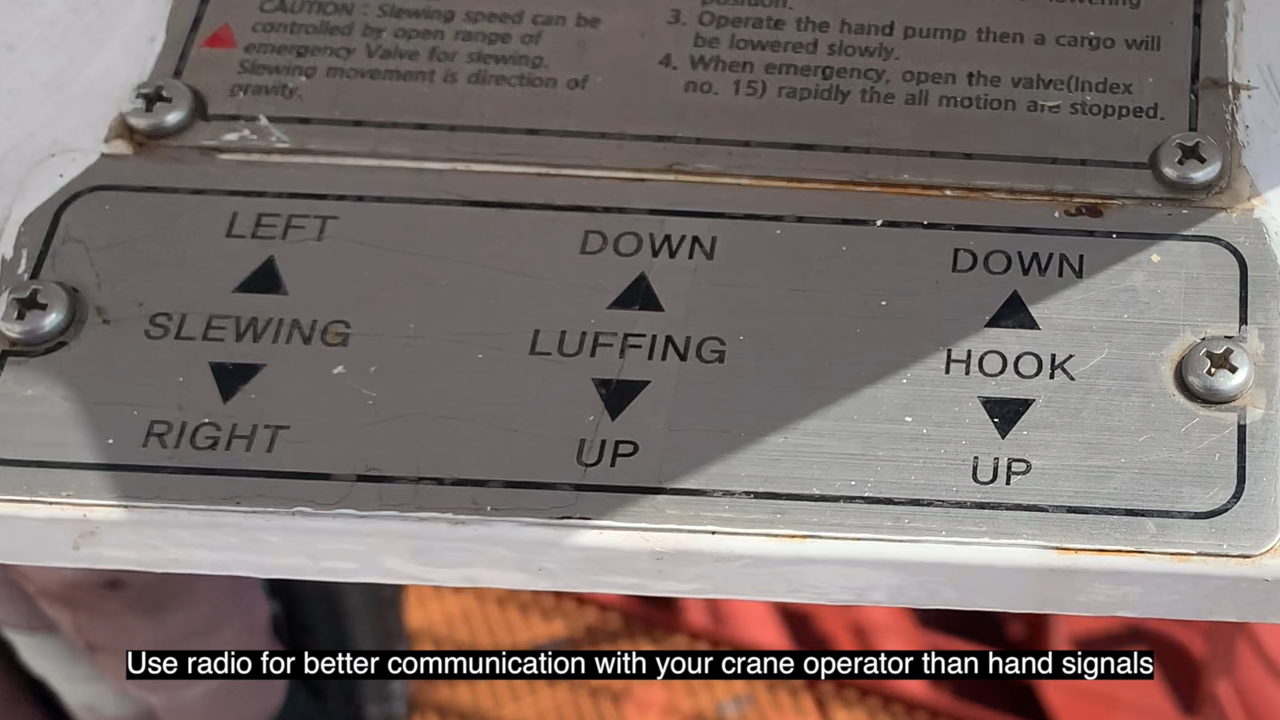 CAUTION : Slewing speed can be
controlled by open range of
emergency Valve for slewing.
Slewing movement is direction of
gravity.
position.
3. Operate the hand pump then a cargo will
be lowered slowly.
4. When emergency, open the valve(Index
no. 15) rapidly the all motion are stopped.
LEFT
SLEWING
RIGHT
DOWN
LUFFING
UP
DOWN
HOOK
UP
Use radio for better communication with your crane operator than hand signals